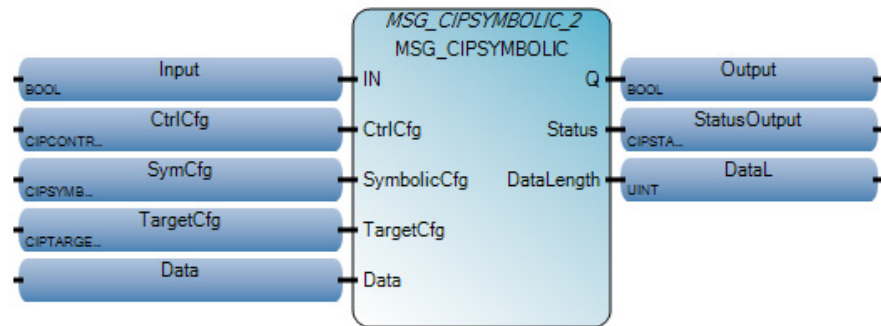 MSG_CIPSYMBOLIC_2
MSG_CIPSYMBOLIC
Input
BOOL
IN
Q
Output
BOOL
CtrlCfg
CIPCONTR...
CtrlCfg
Status
StatusOutput
CIPSTA...
SymCfg
CIPSYMB...
SymbolicCfg
DataLength
DataL
UINT
TargetCfg
CIPTARGE...
TargetCfg
Data
Data